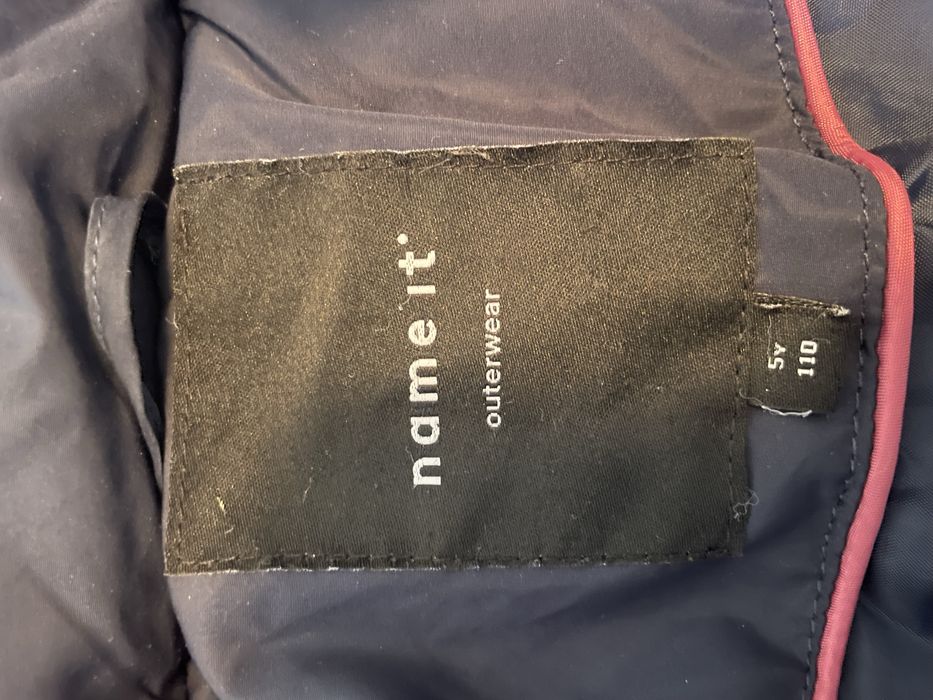 name it
outerwear
5Y
110